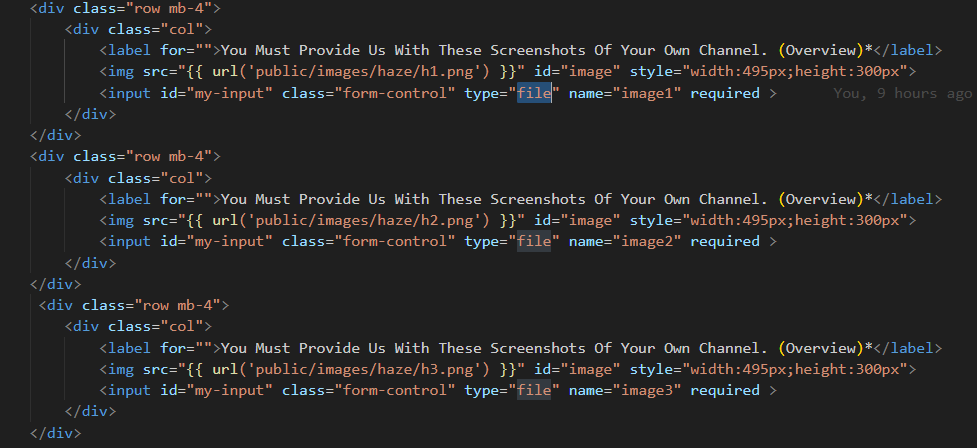 <div class="row mb-4">
<div class="col">
<label for="">You Must Provide Us With These Screenshots Of Your Own Channel. (Overview)*</label>
<img src="{{ url('public/images/haze/h1.png') }}" id="image" style="width:495px;height:300px">
<input id="my-input" class="form-control" type="file" name="image1" required > You, 9 hours ago
</div>
</div>
<div class="row mb-4">
<div class="col">
<label for="">You Must Provide Us With These Screenshots Of Your Own Channel. (Overview)*</label>
<img src="{{ url('public/images/haze/h2.png') }}" id="image" style="width:495px;height:300px">
<input id="my-input" class="form-control" type="file" name="image2" required >
</div>
</div>
<div class="row mb-4">
<div class="col">
<label for="">You Must Provide Us With These Screenshots Of Your Own Channel. (Overview)*</label>
<img src="{{ url('public/images/haze/h3.png') }}" id="image" style="width:495px;height:300px">
<input id="my-input" class="form-control" type="file" name="image3" required >
</div>
</div>